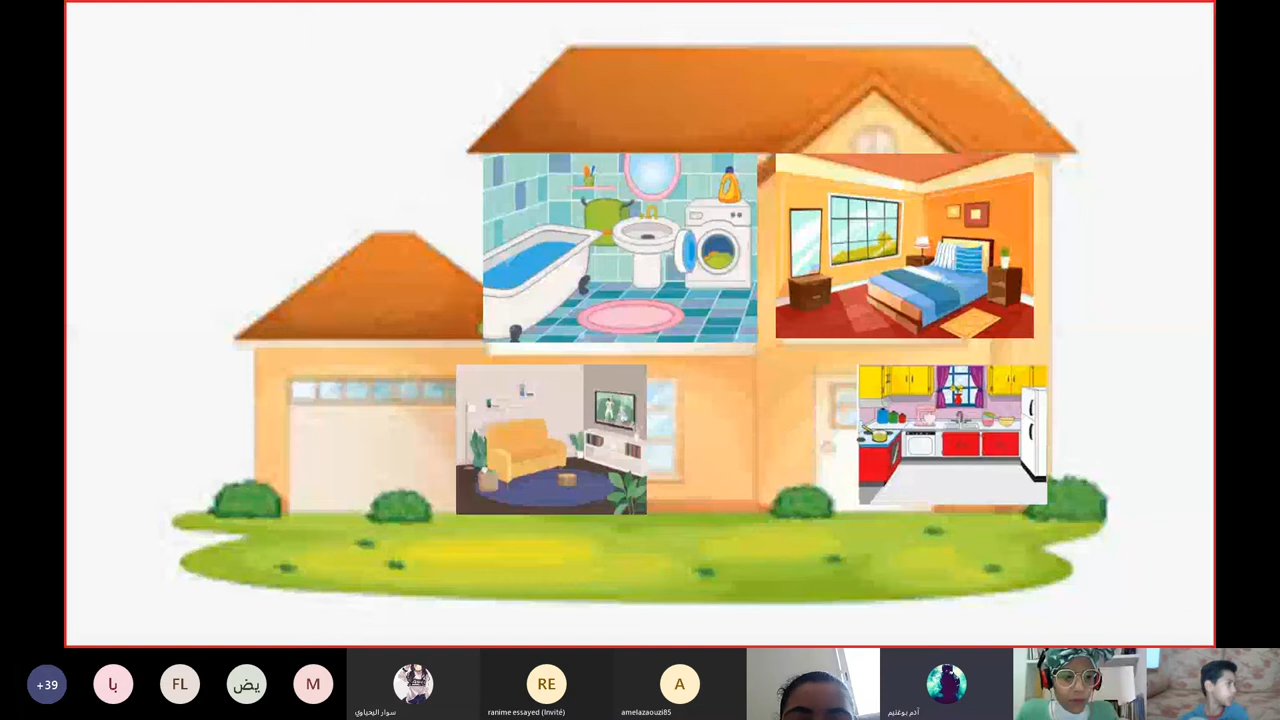 +39
با
FL
يض
M
سوار اليحياوي
RE
ranime essayed (Invité)
A
amelazaouzi85
آدم بوغنيم